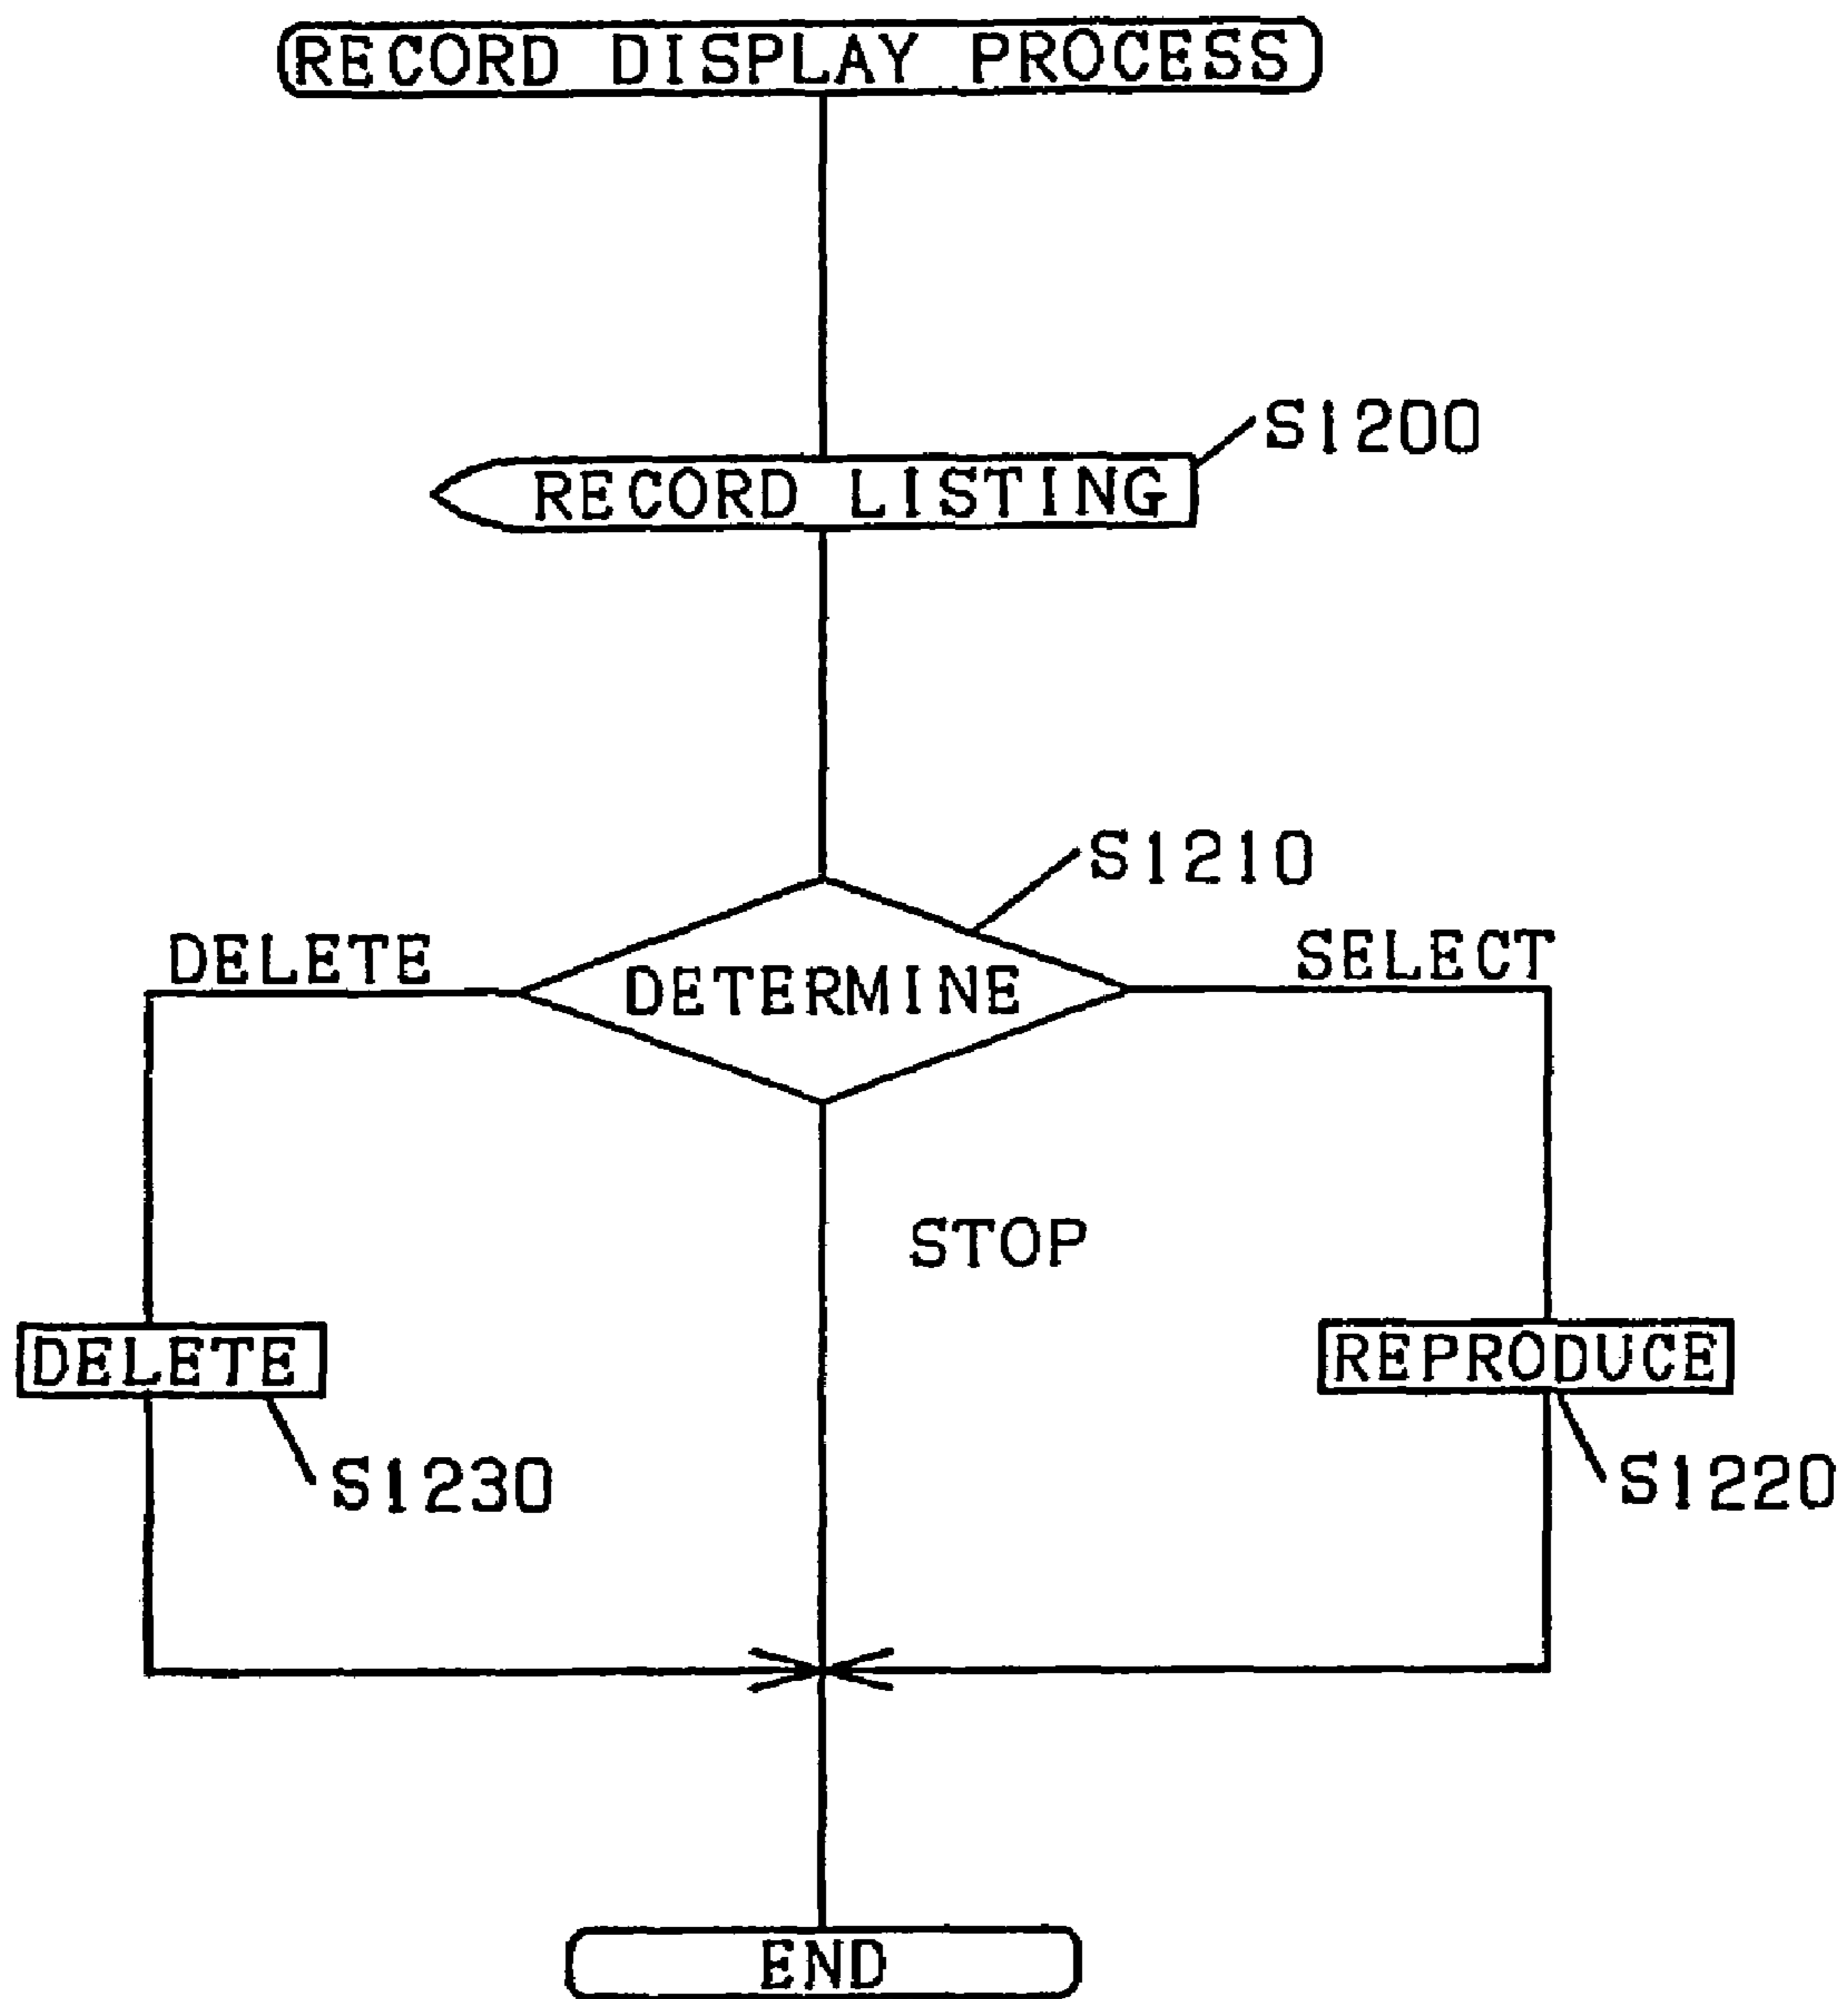 RECORD DISPLAY PROCESS
S1200
RECORD LISTING
S1210
DELETE
SELECT
DETERMINE
STOP
DELETE
REPRODUCE
S1230
S1220
END